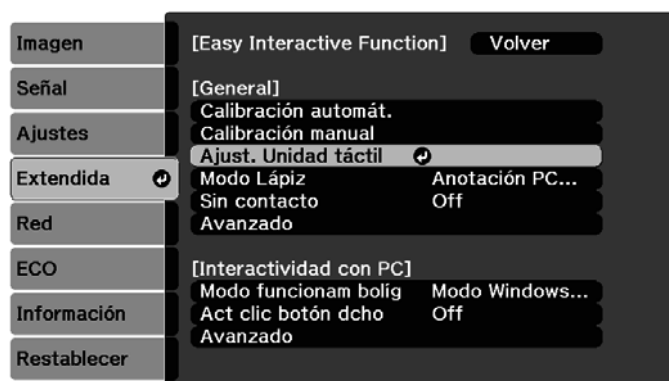 Imagen
Señal
Ajustes
Extendida
Red
ECO
Información
Restablecer
[Easy Interactive Function] Volver
[General]
Calibración automát.
Calibración manual
Ajust. Unidad táctil
Modo Lápiz Anotación PC...
Sin contacto Off
Avanzado
[Interactividad con PC]
Modo funcionam bolíg Modo Windows...
Act clic botón dcho Off
Avanzado